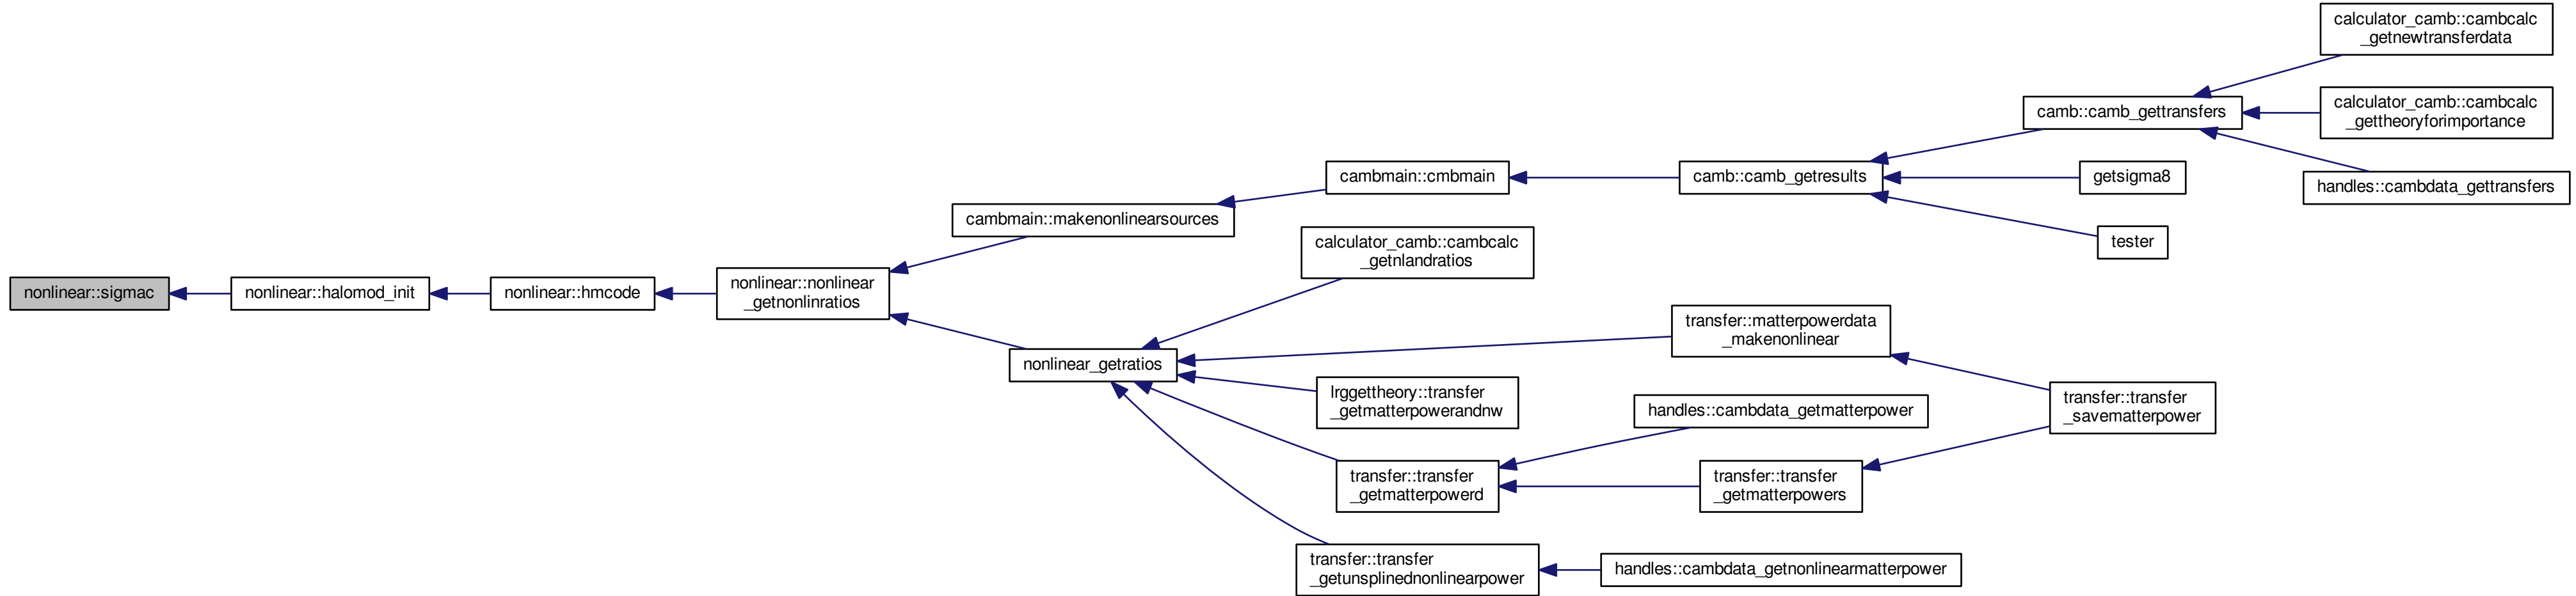 calculator_camb::cambcalc
_getnewtransferdata
calculator_camb::cambcalc
_gettheoryforimportance
camb::camb_gettransfers
handles::cambdata_gettransfers
cambmain::cmbmain
camb::camb_getresults
getsigma8
cambmain::makenonlinearsources
tester
calculator_camb::cambcalc
_getnlandratios
nonlinear::sigmac
nonlinear::halomod_init
nonlinear::hmcode
nonlinear::nonlinear
_getnonlinratios
transfer::matterpowerdata
_makenonlinear
nonlinear_getratios
lrggettheory::transfer
_getmatterpowerandnw
handles::cambdata_getmatterpower
transfer::transfer
_savematterpower
transfer::transfer
_getmatterpowerd
transfer::transfer
_getmatterpowers
transfer::transfer
_getunsplinednonlinearpower
handles::cambdata_getnonlinearmatterpower